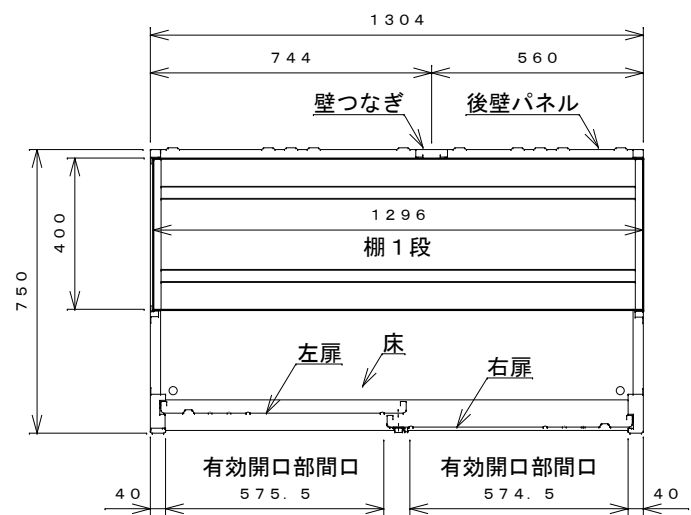 1304
744
560
壁つなぎ
後壁パネル
1296
400
棚1段
750
床
左扉
右扉
有効開口部間口
有効開口部間口
40
575.5
574.5
40